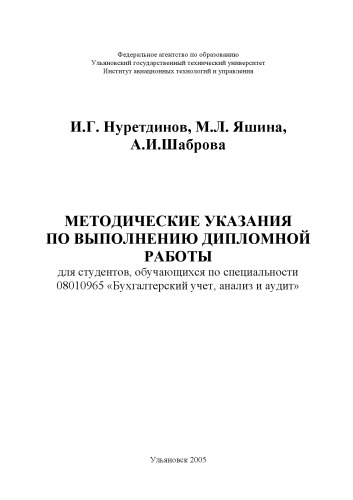 Федеральное агентство по образованию
Ульяновский государственный технический университет
Институт авиационных технологий и управления
И.Г. Нуретдинов, М.Л. Яшина,
А.И.Шаброва
МЕТОДИЧЕСКИЕ УКАЗАНИЯ
ПО ВЫПОЛНЕНИЮ ДИПЛОМНОЙ
РАБОТЫ
для студентов, обучающихся по специальности
08010965 «Бухгалтерский учет, анализ и аудит»
Ульяновск 2005